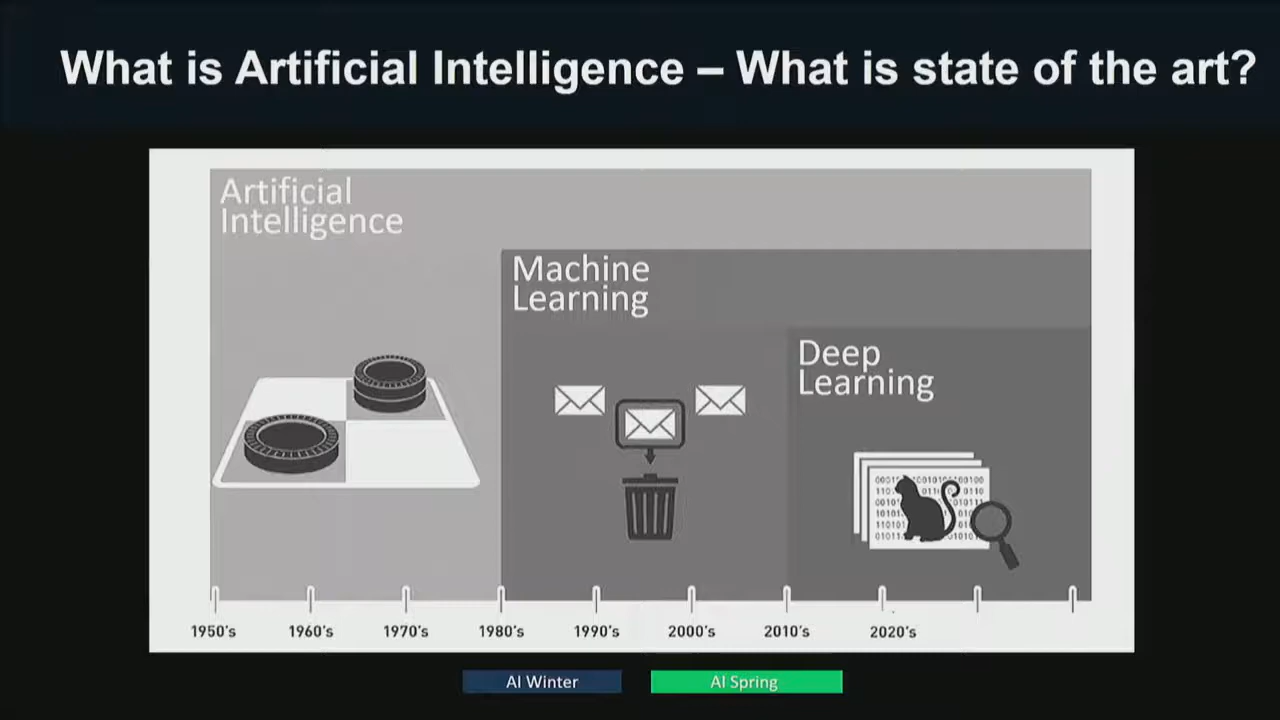 What is Artificial Intelligence – What is state of the art?
Artificial
Intelligence
Machine
Learning
Deep
Learning
1950's 1960's 1970's 1980's 1990's 2000's 2010's 2020's
AI Winter AI Spring